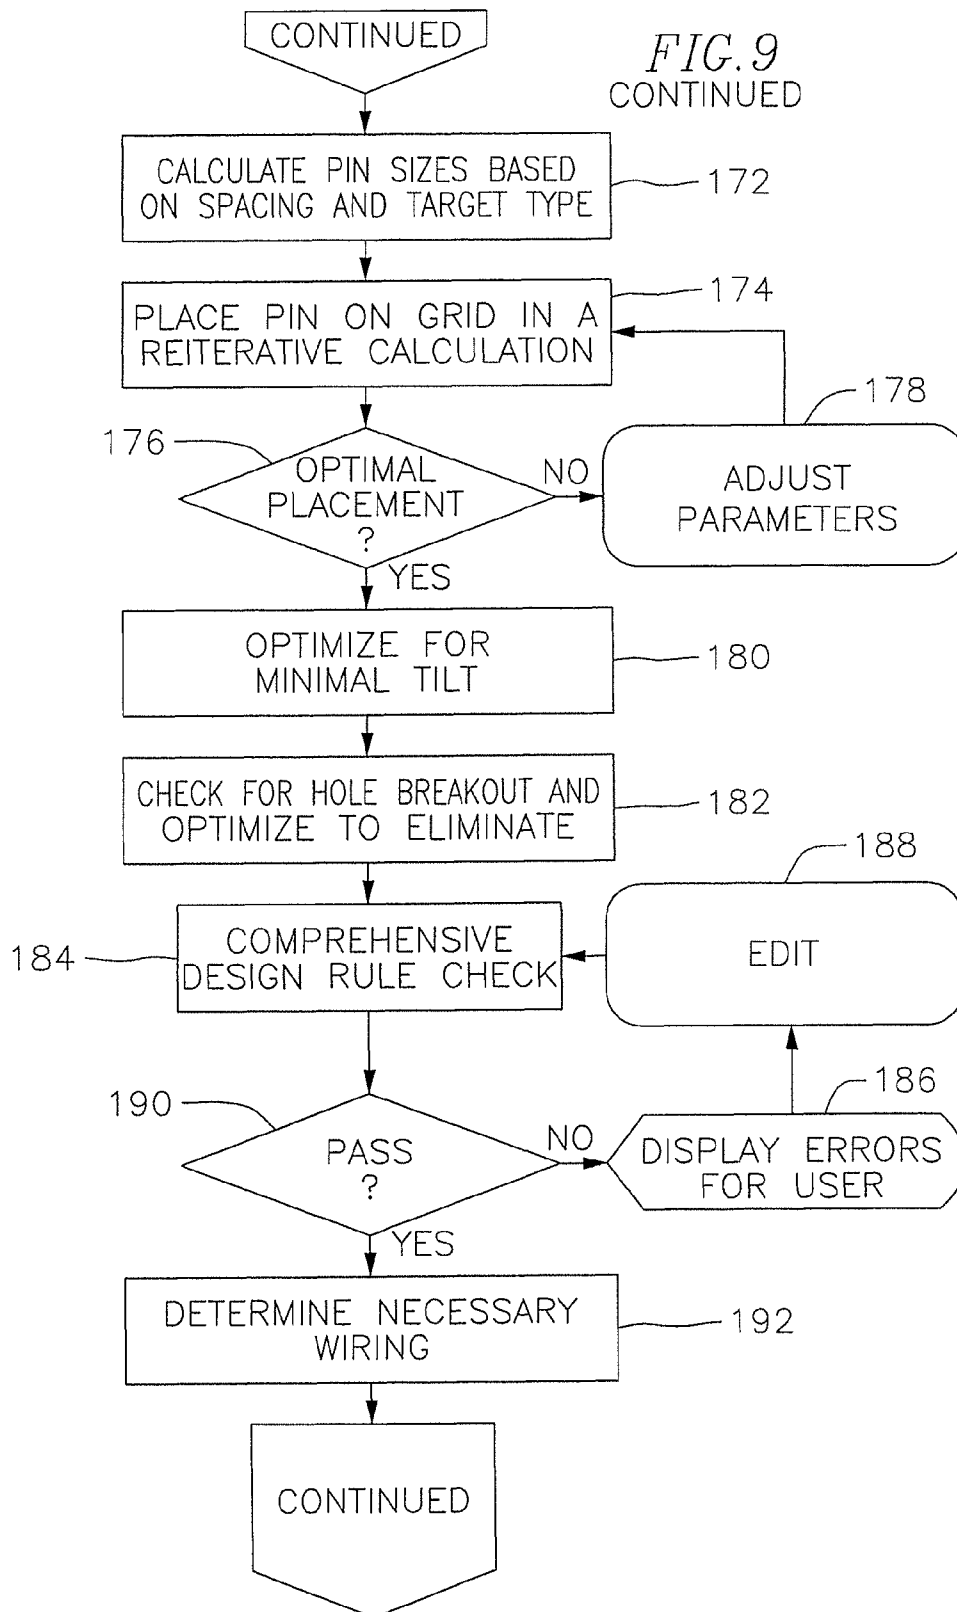 CONTINUED
FIG. 9
CONTINUED
CALCULATE PIN SIZES BASED
ON SPACING AND TARGET TYPE
172
PLACE PIN ON GRID IN A
REITERATIVE CALCULATION
174
178
176
OPTIMAL
PLACEMENT
?
NO
ADJUST
PARAMETERS
YES
OPTIMIZE FOR
MINIMAL TILT
180
CHECK FOR HOLE BREAKOUT AND
OPTIMIZE TO ELIMINATE
182
188
184
COMPREHENSIVE
DESIGN RULE CHECK
EDIT
186
190
PASS
?
NO
DISPLAY ERRORS
FOR USER
YES
DETERMINE NECESSARY
WIRING
192
CONTINUED